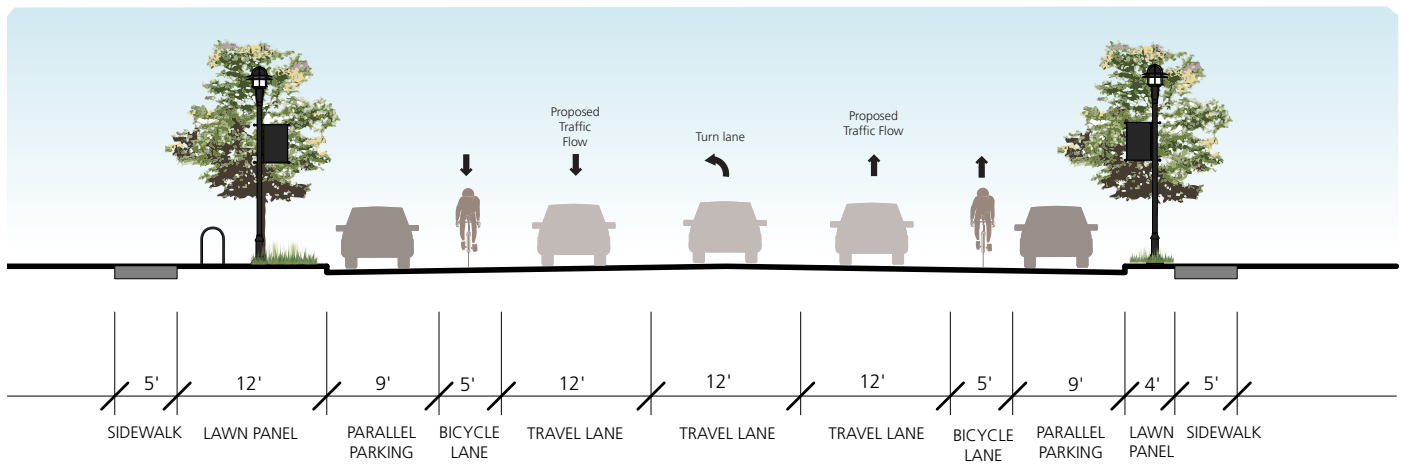 Proposed
Traffic
Flow
Turn lane
Proposed
Traffic Flow
5'
12'
9'
5'
12'
12'
12'
5'
9'
4'
5'
SIDEWALK
LAWN PANEL
PARALLEL
PARKING
BICYCLE
LANE
TRAVEL LANE
TRAVEL LANE
TRAVEL LANE
BICYCLE
LANE
PARALLEL
PARKING
LAWN
PANEL
SIDEWALK